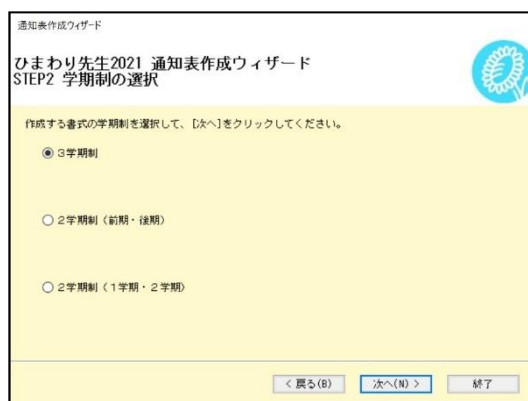 通知表作成ウィザード
ひまわり先生2021 通知表作成ウィザード
STEP2 学期制の選択
作成する書式の学期制を選択して、[次へ]をクリックしてください。
3学期制
2学期制(前期・後期)
2学期制(1学期・2学期)
< 戻る(B) 次へ(N) > 終了